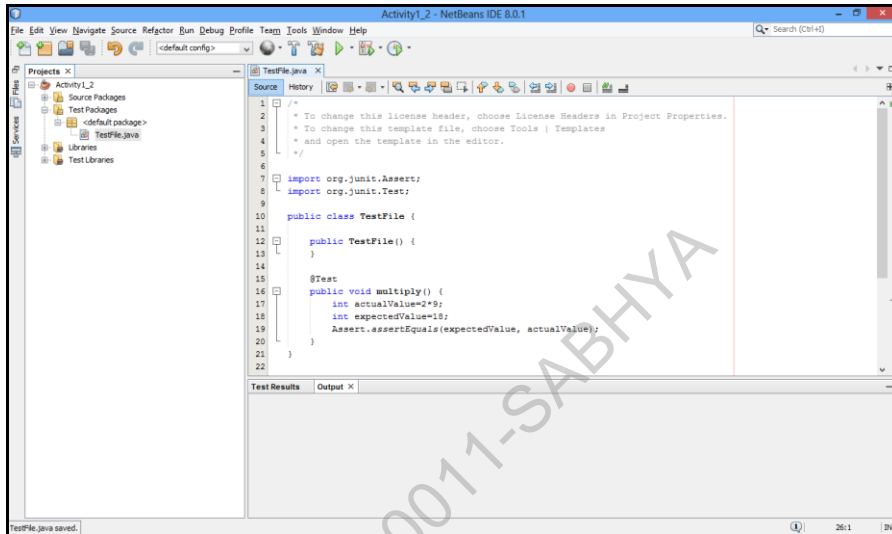 Activity1_2 - NetBeans IDE 8.0.1
File Edit View Navigate Source Refactor Run Debug Profile Team Tools Window Help
Search (Ctrl+I)
<default config>
Projects
Files
Services
Activity1_2
Source Packages
Test Packages
<default package>
TestFile.java
Libraries
Test Libraries
TestFile.java
Source History
1 /*
2 * To change this license header, choose License Headers in Project Properties.
3 * To change this template file, choose Tools | Templates
4 * and open the template in the editor.
5 */
6
7 import org.junit.Assert;
8 import org.junit.Test;
9
10 public class TestFile {
11
12 public TestFile() {
13 }
14
15 @Test
16 public void multiply() {
17 int actualValue=2*9;
18 int expectedValue=18;
19 Assert.assertEquals(expectedValue, actualValue);
20 }
21 }
22
Test Results Output
TestFile.java saved.
26:1
IN
0011-SABHYA